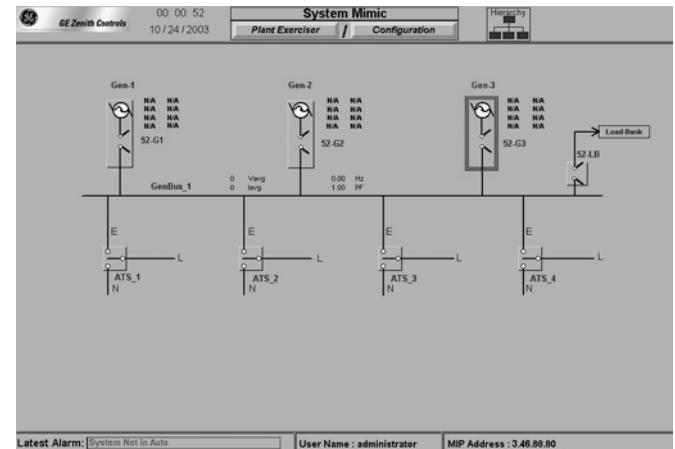 GE Zenith Controls
00: 00: 52
10 / 24 / 2003
System Mimic
Plant Exerciser / Configuration
Hierarchy
Gen-1
N/A N/A
N/A N/A
N/A N/A
N/A N/A
52-G1
Gen-2
N/A N/A
N/A N/A
N/A N/A
N/A N/A
52-G2
Gen-3
N/A N/A
N/A N/A
N/A N/A
N/A N/A
52-G3
Load Bank
52-LB
GenBus_1
0 Vavg 0.00 Hz
0 Iavg 1.00 PF
E E E E
L L L L
ATS_1 ATS_2 ATS_3 ATS_4
N N N N
Latest Alarm: System Not in Auto
User Name : administrator
MIP Address : 3.46.88.80